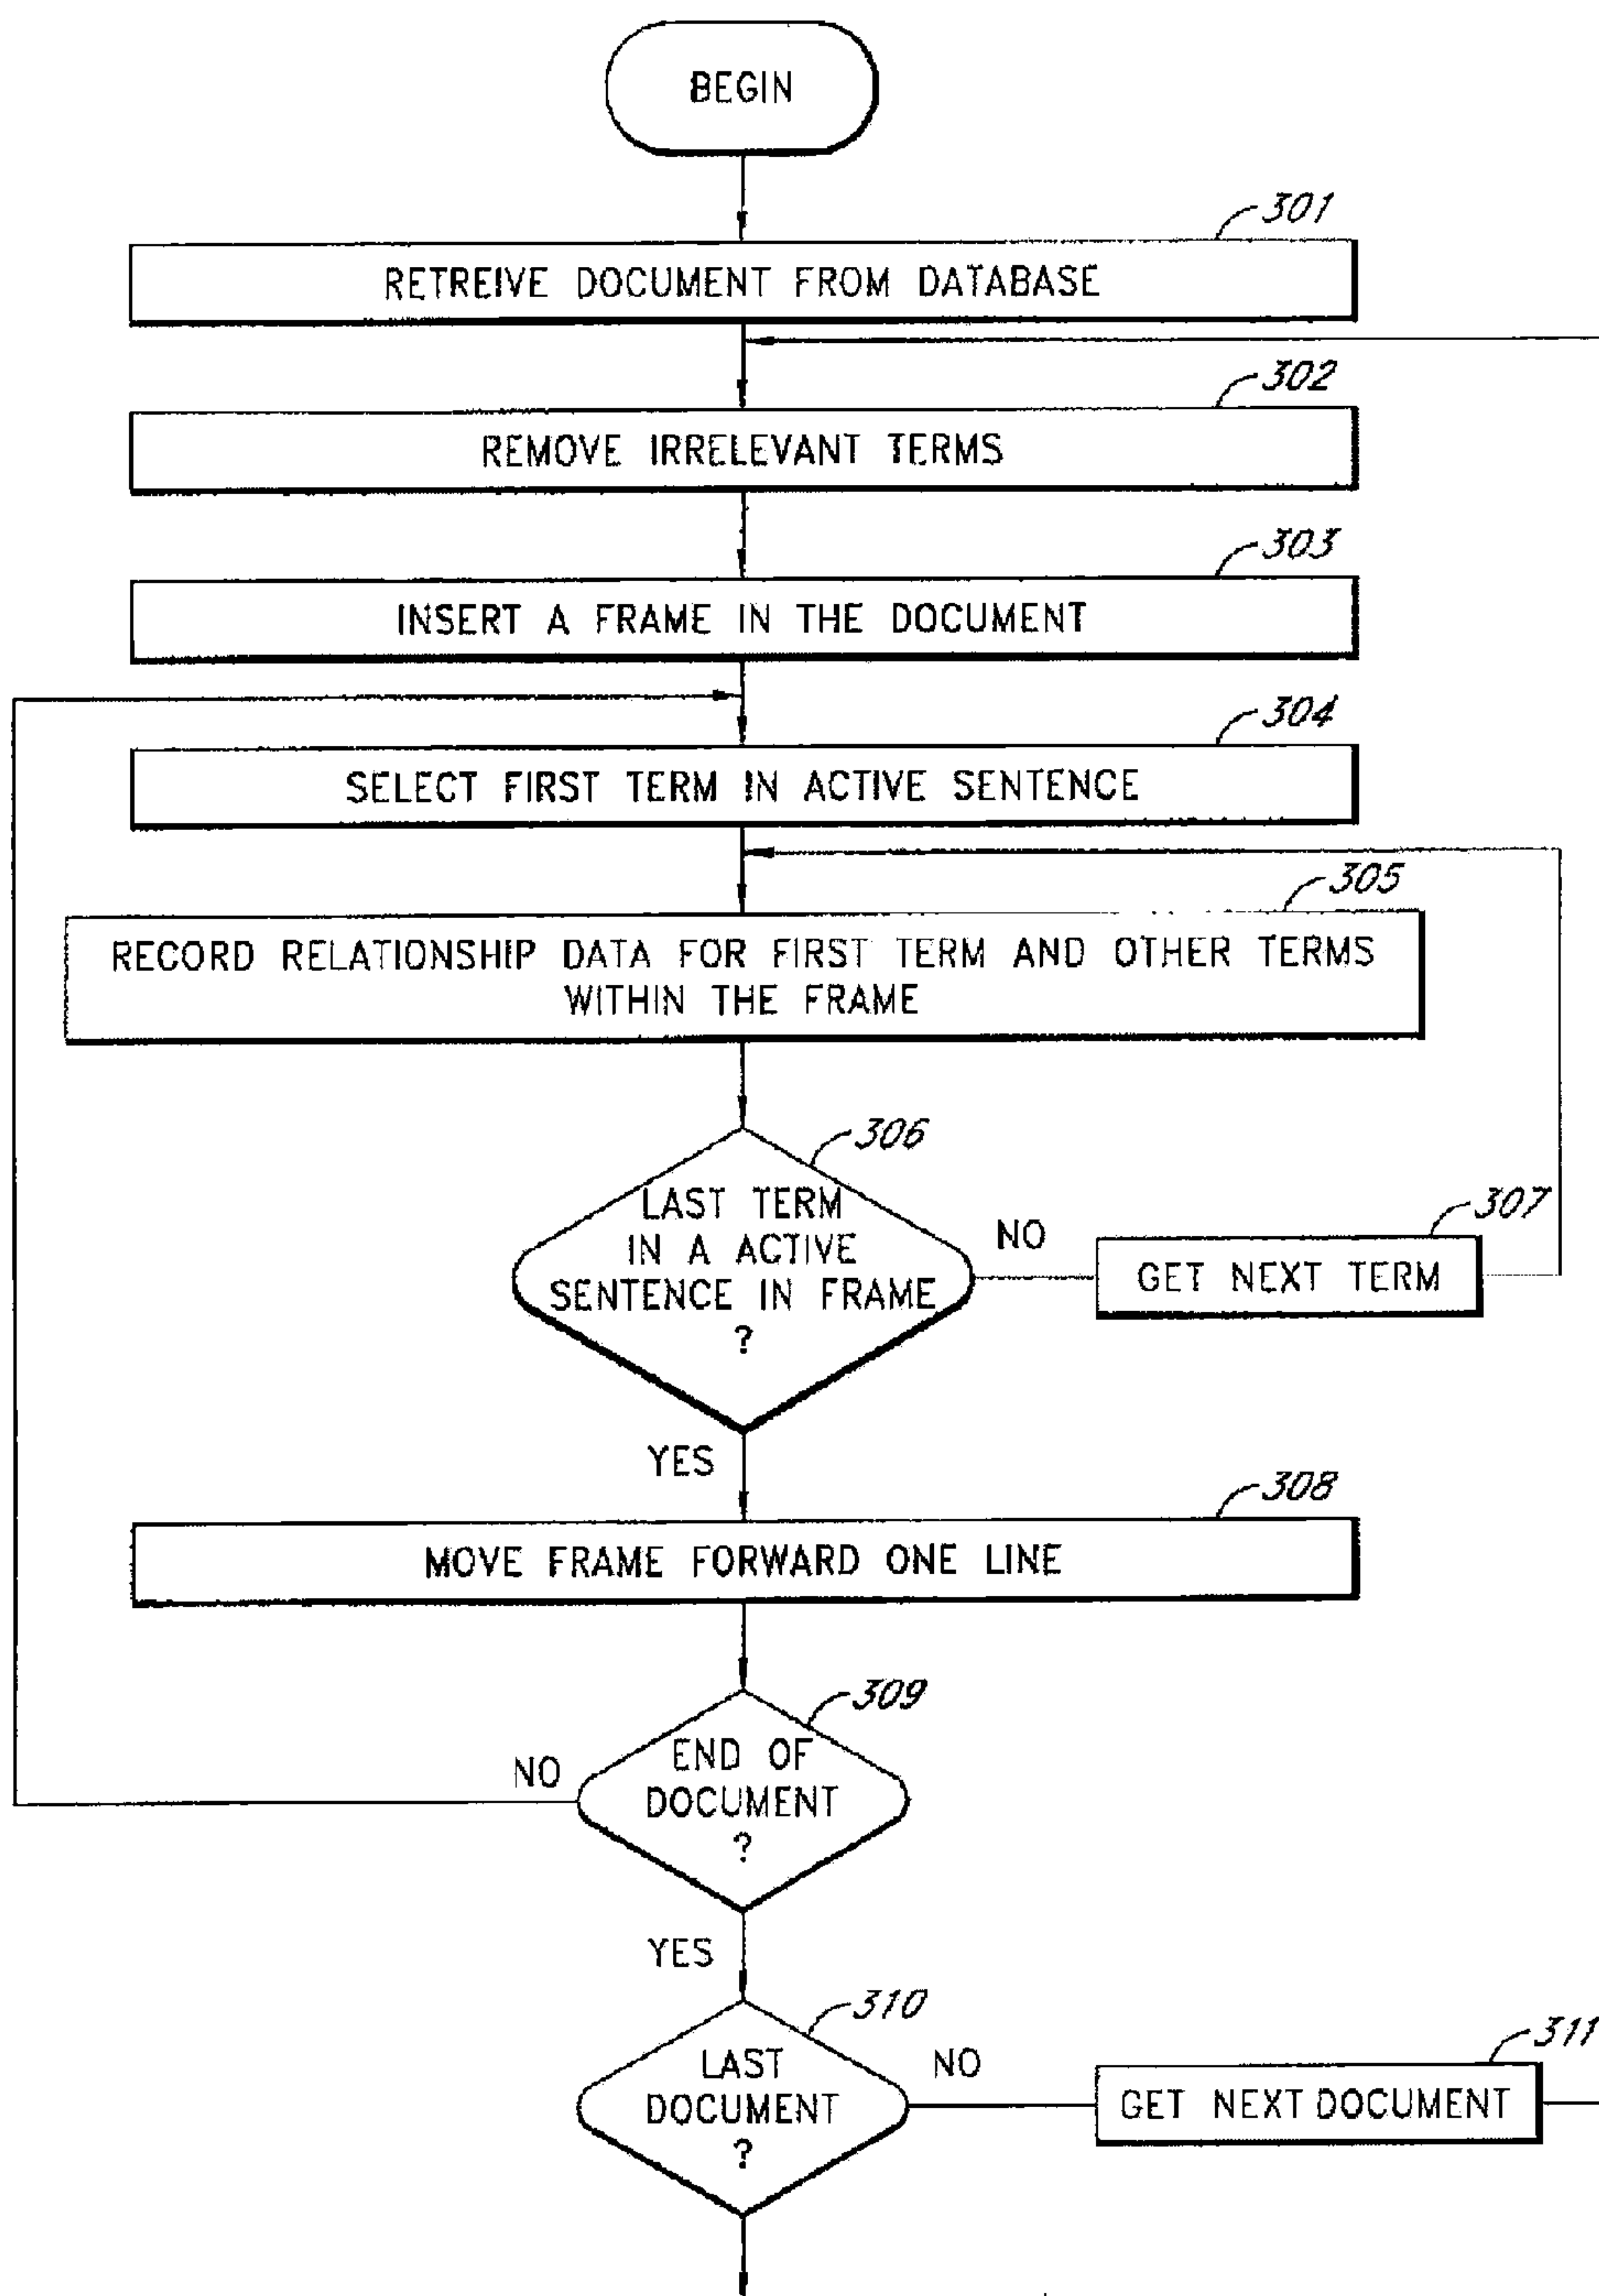 BEGIN
301
RETREIVE DOCUMENT FROM DATABASE
302
REMOVE IRRELEVANT TERMS
303
INSERT A FRAME IN THE DOCUMENT
304
SELECT FIRST TERM IN ACTIVE SENTENCE
305
RECORD RELATIONSHIP DATA FOR FIRST TERM AND OTHER TERMS
WITHIN THE FRAME
306
LAST TERM
IN A ACTIVE
SENTENCE IN FRAME
?
NO
307
GET NEXT TERM
YES
308
MOVE FRAME FORWARD ONE LINE
309
END OF
DOCUMENT
?
NO
YES
310
LAST
DOCUMENT
?
NO
311
GET NEXT DOCUMENT